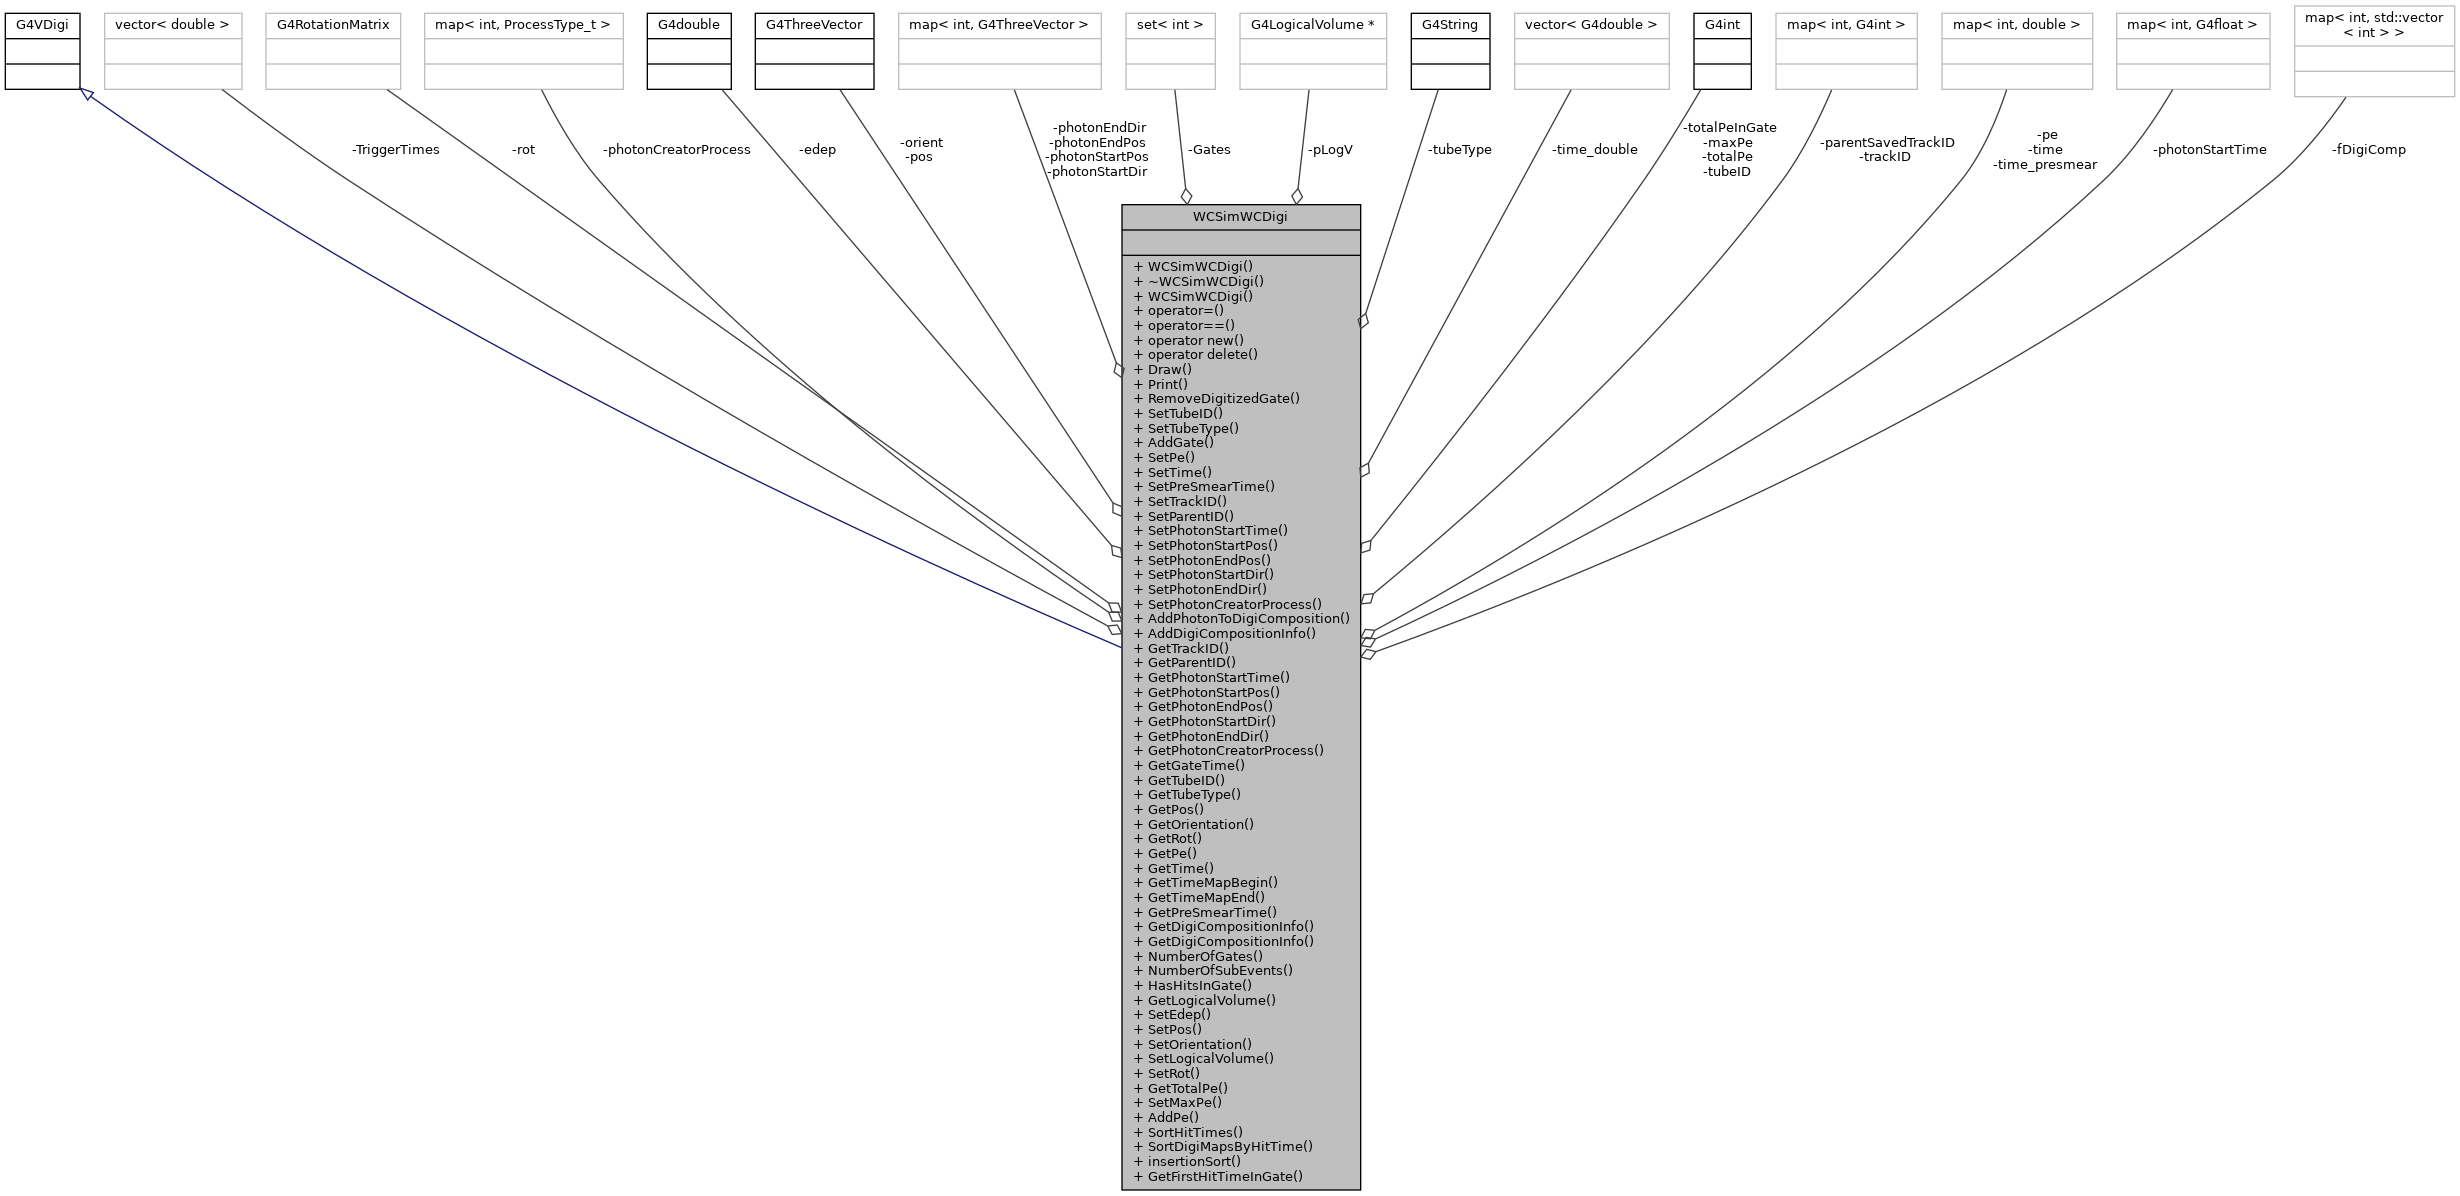 G4VDigi
vector< double >
G4RotationMatrix
map< int, ProcessType_t >
G4double
G4ThreeVector
map< int, G4ThreeVector >
set< int >
G4LogicalVolume *
G4String
vector< G4double >
G4int
map< int, G4int >
map< int, double >
map< int, G4float >
map< int, std::vector
< int > >
-TriggerTimes
-rot
-photonCreatorProcess
-edep
-orient
-pos
-photonEndDir
-photonEndPos
-photonStartPos
-photonStartDir
-Gates
-pLogV
-tubeType
-time_double
-totalPeInGate
-maxPe
-totalPe
-tubeID
-parentSavedTrackID
-trackID
-pe
-time
-time_presmear
-photonStartTime
-fDigiComp
WCSimWCDigi
+ WCSimWCDigi()
+ ~WCSimWCDigi()
+ WCSimWCDigi()
+ operator=()
+ operator==()
+ operator new()
+ operator delete()
+ Draw()
+ Print()
+ RemoveDigitizedGate()
+ SetTubeID()
+ SetTubeType()
+ AddGate()
+ SetPe()
+ SetTime()
+ SetPreSmearTime()
+ SetTrackID()
+ SetParentID()
+ SetPhotonStartTime()
+ SetPhotonStartPos()
+ SetPhotonEndPos()
+ SetPhotonStartDir()
+ SetPhotonEndDir()
+ SetPhotonCreatorProcess()
+ AddPhotonToDigiComposition()
+ AddDigiCompositionInfo()
+ GetTrackID()
+ GetParentID()
+ GetPhotonStartTime()
+ GetPhotonStartPos()
+ GetPhotonEndPos()
+ GetPhotonStartDir()
+ GetPhotonEndDir()
+ GetPhotonCreatorProcess()
+ GetGateTime()
+ GetTubeID()
+ GetTubeType()
+ GetPos()
+ GetOrientation()
+ GetRot()
+ GetPe()
+ GetTime()
+ GetTimeMapBegin()
+ GetTimeMapEnd()
+ GetPreSmearTime()
+ GetDigiCompositionInfo()
+ GetDigiCompositionInfo()
+ NumberOfGates()
+ NumberOfSubEvents()
+ HasHitsInGate()
+ GetLogicalVolume()
+ SetEdep()
+ SetPos()
+ SetOrientation()
+ SetLogicalVolume()
+ SetRot()
+ GetTotalPe()
+ SetMaxPe()
+ AddPe()
+ SortHitTimes()
+ SortDigiMapsByHitTime()
+ insertionSort()
+ GetFirstHitTimeInGate()